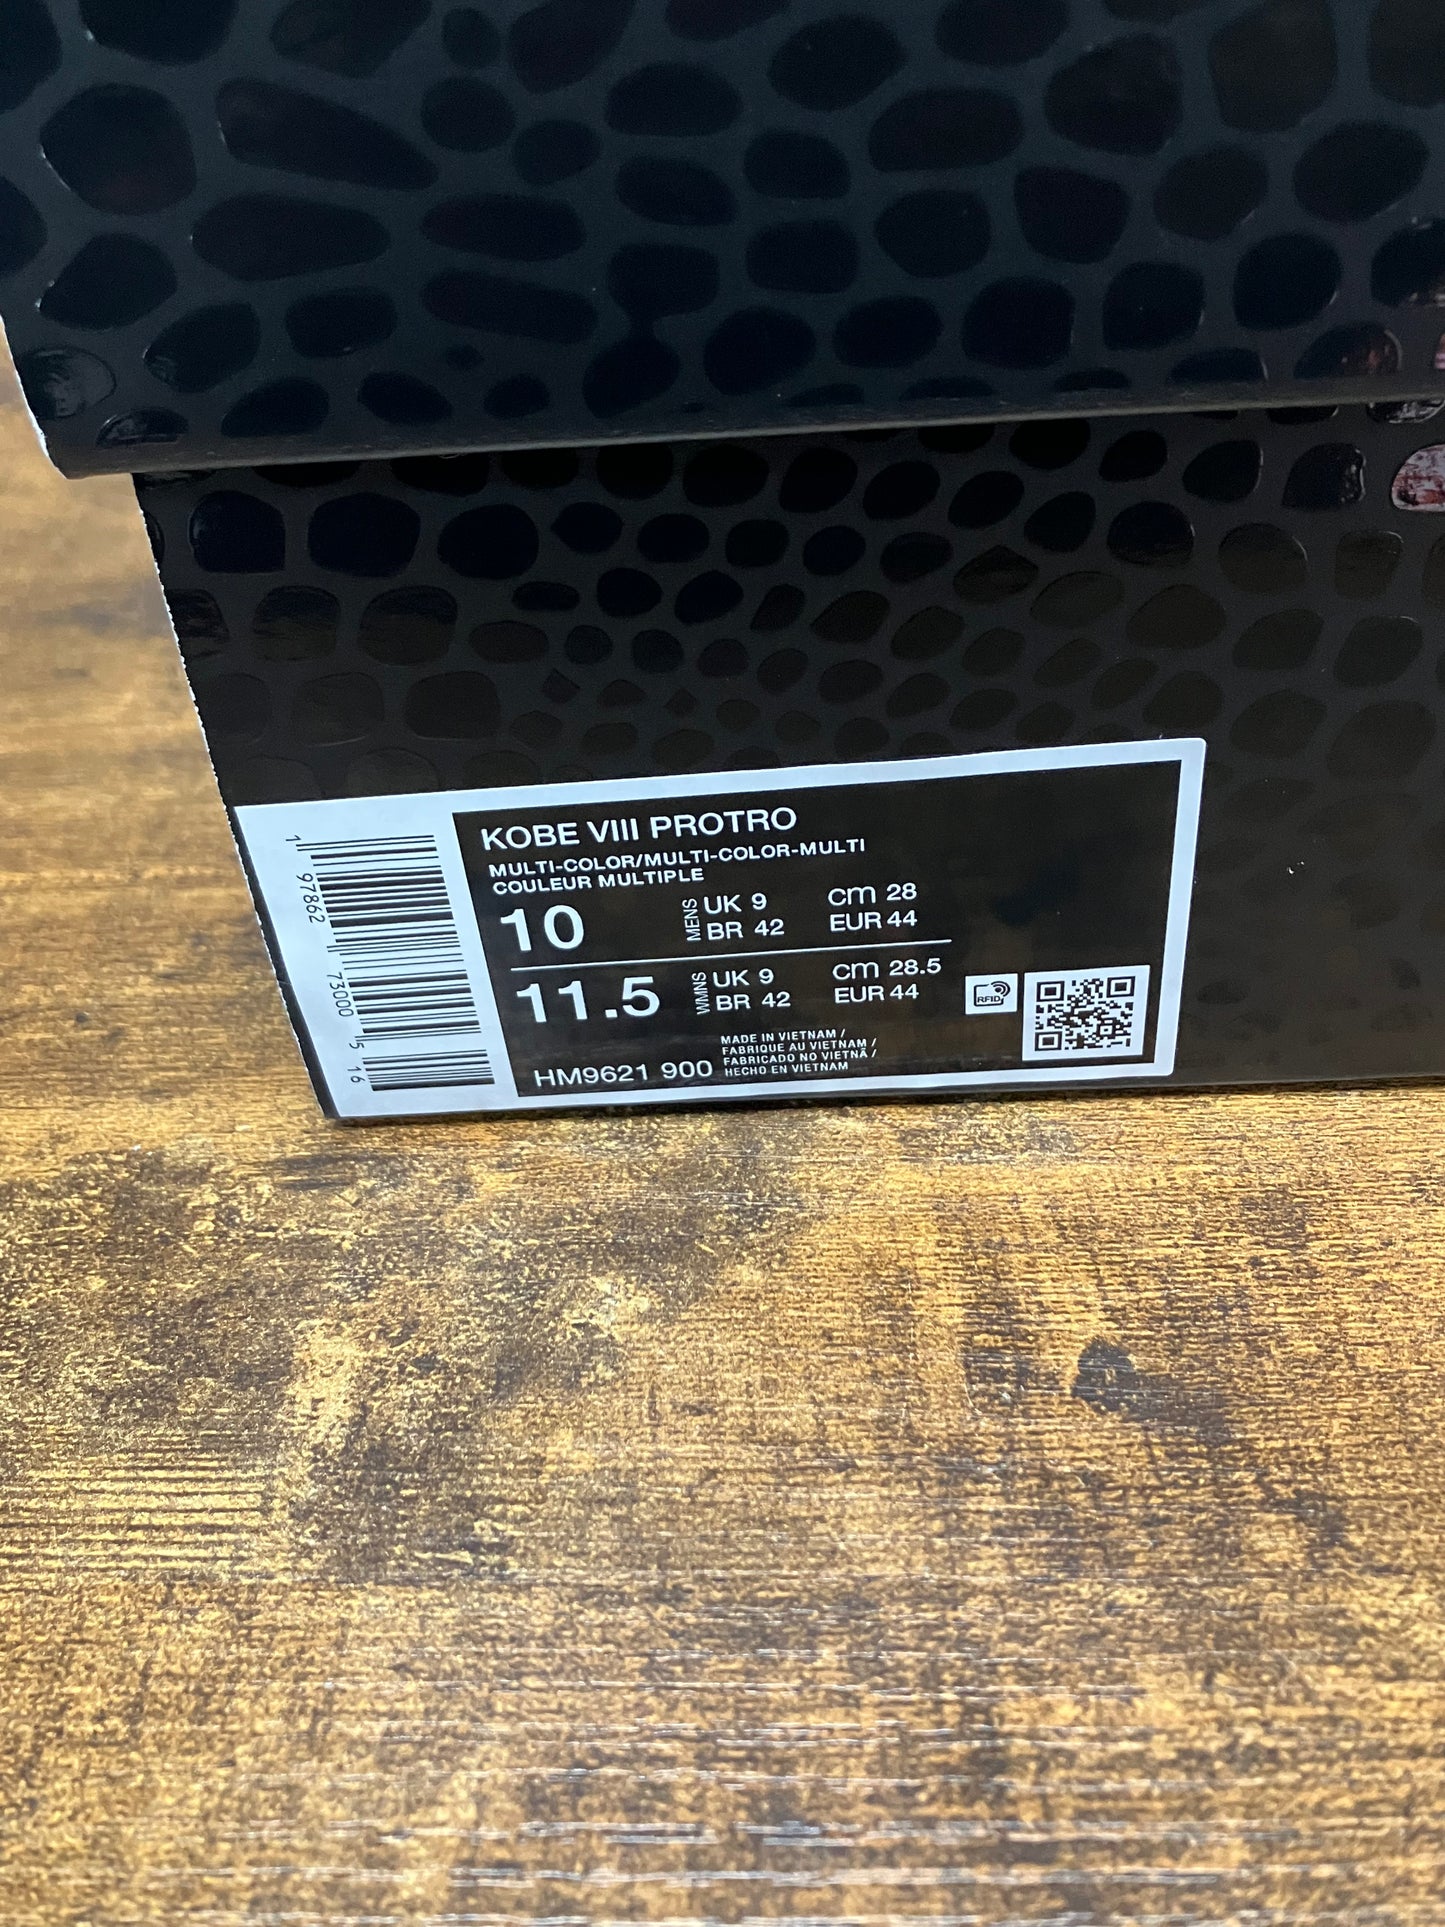 KOBE VIII PROTRO
MULTI-COLOR/MULTI-COLOR-MULTI
COULEUR MULTIPLE
10 MENS UK 9 cm 28
BR 42 EUR 44
11.5 WMNS UK 9 cm 28.5
BR 42 EUR 44
RFID
HM9621 900
MADE IN VIETNAM /
FABRIQUE AU VIETNAM /
FABRICADO NO VIETNÃ /
HECHO EN VIETNAM
1 97862 73000 5 16